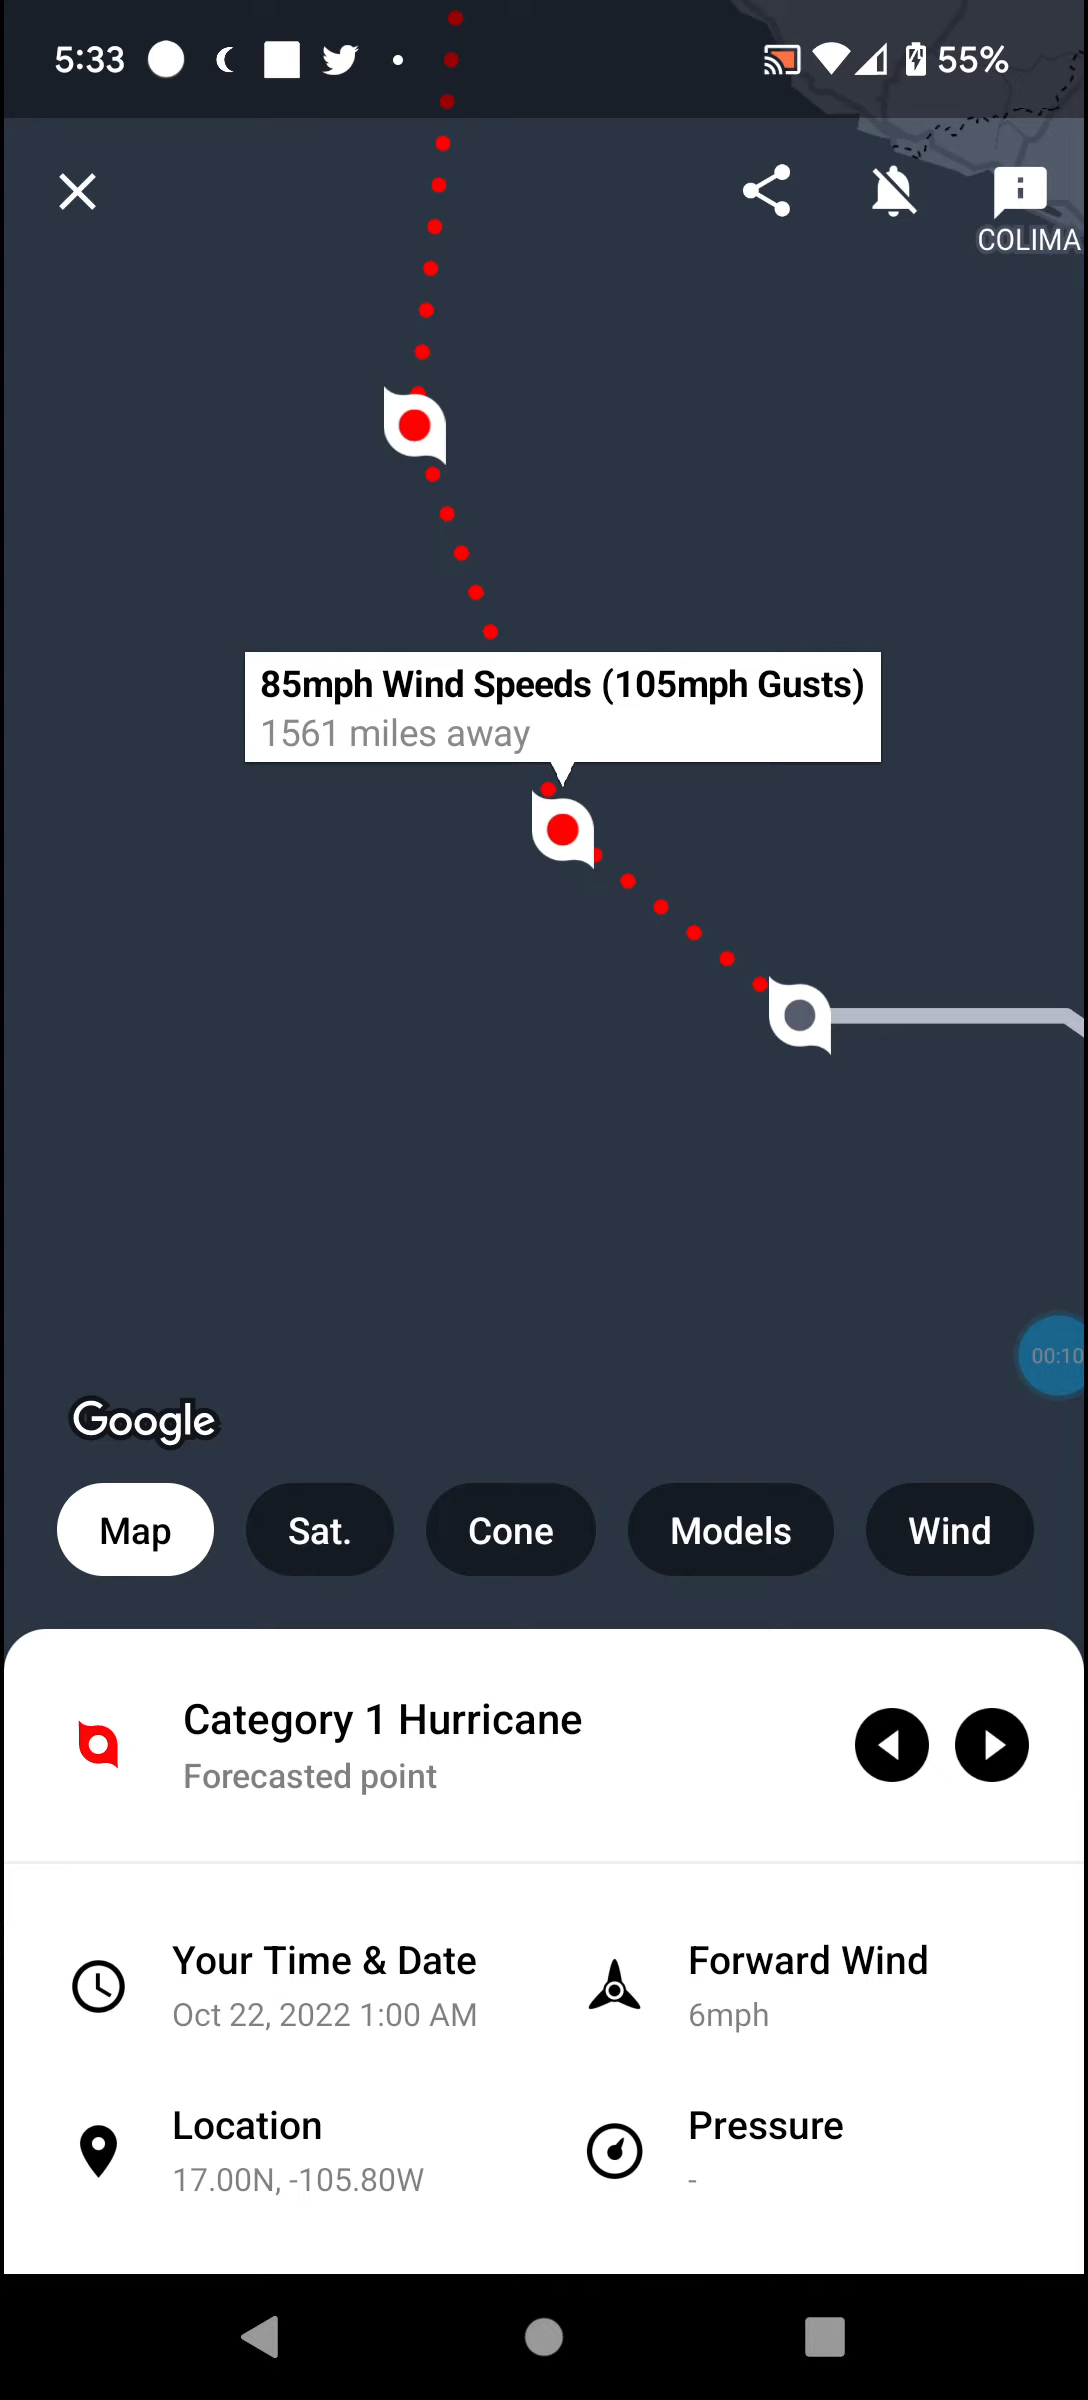 5:33
55%
COLIMA
85mph Wind Speeds (105mph Gusts)
1561 miles away
00:10
Google
Map
Sat.
Cone
Models
Wind
Category 1 Hurricane
Forecasted point
Your Time & Date
Oct 22, 2022 1:00 AM
Forward Wind
6mph
Location
17.00N, -105.80W
Pressure
-